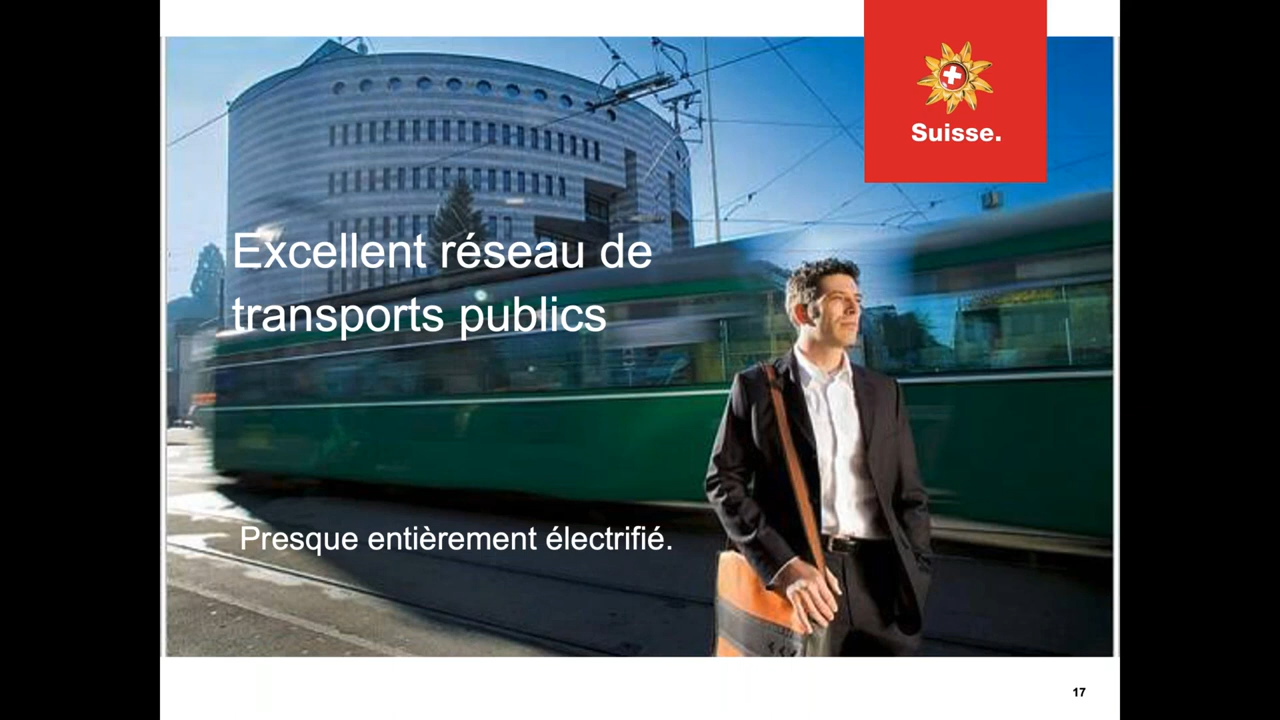 Suisse.
Excellent réseau de
transports publics
Presque entièrement électrifié.
17